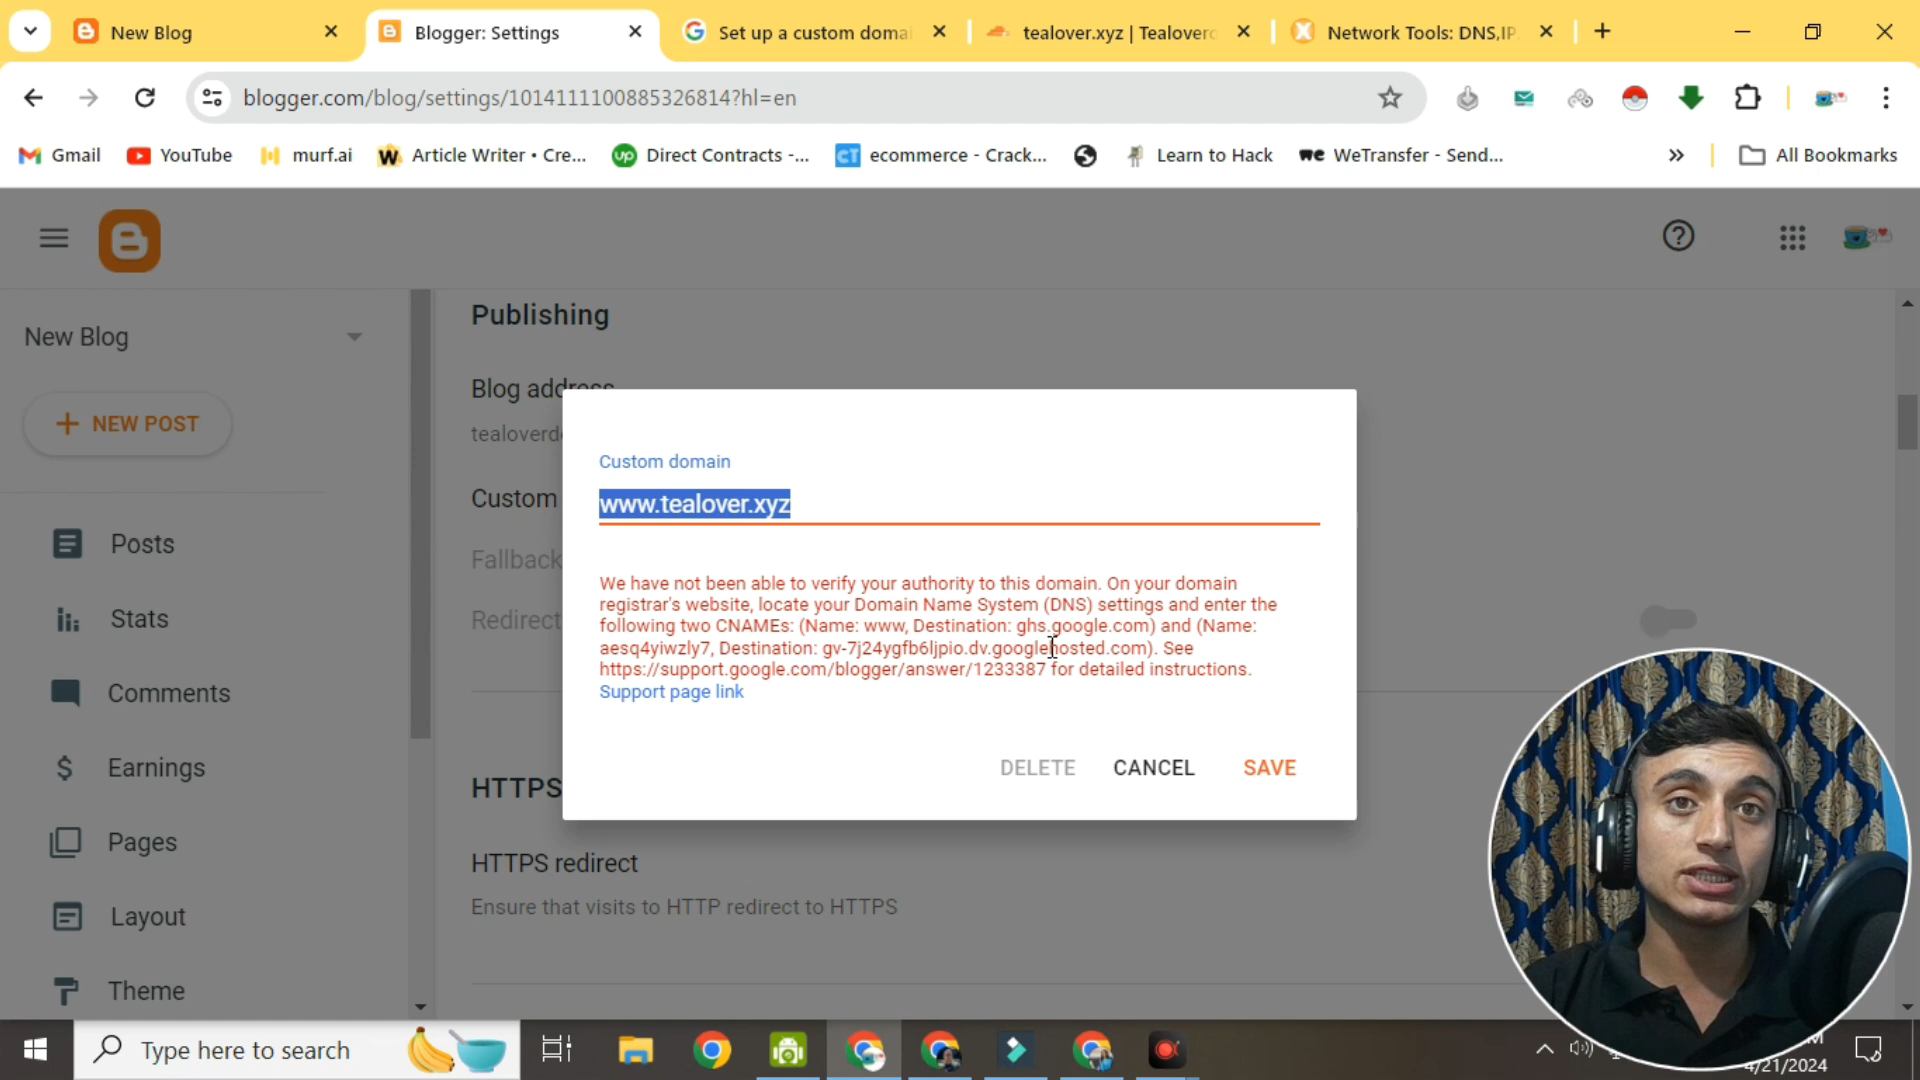 New Blog
Blogger: Settings
Set up a custom domai
tealover.xyz | Tealover
Network Tools: DNS,IP
blogger.com/blog/settings/1014111100885326814?hl=en
Gmail
YouTube
murf.ai
Article Writer • Cre...
Direct Contracts -...
ecommerce - Crack...
Learn to Hack
WeTransfer - Send...
All Bookmarks
New Blog
NEW POST
Posts
Stats
Comments
Earnings
Pages
Layout
Theme
Publishing
Blog address
tealoverd
Custom
Fallback
Redirect
Custom domain
www.tealover.xyz
We have not been able to verify your authority to this domain. On your domain
registrar's website, locate your Domain Name System (DNS) settings and enter the
following two CNAMEs: (Name: www, Destination: ghs.google.com) and (Name:
aesq4yiwzly7, Destination: gv-7j24ygfb6ljpio.dv.googlehosted.com). See
https://support.google.com/blogger/answer/1233387 for detailed instructions.
Support page link
DELETE
CANCEL
SAVE
HTTPS
HTTPS redirect
Ensure that visits to HTTP redirect to HTTPS
Type here to search
4/21/2024